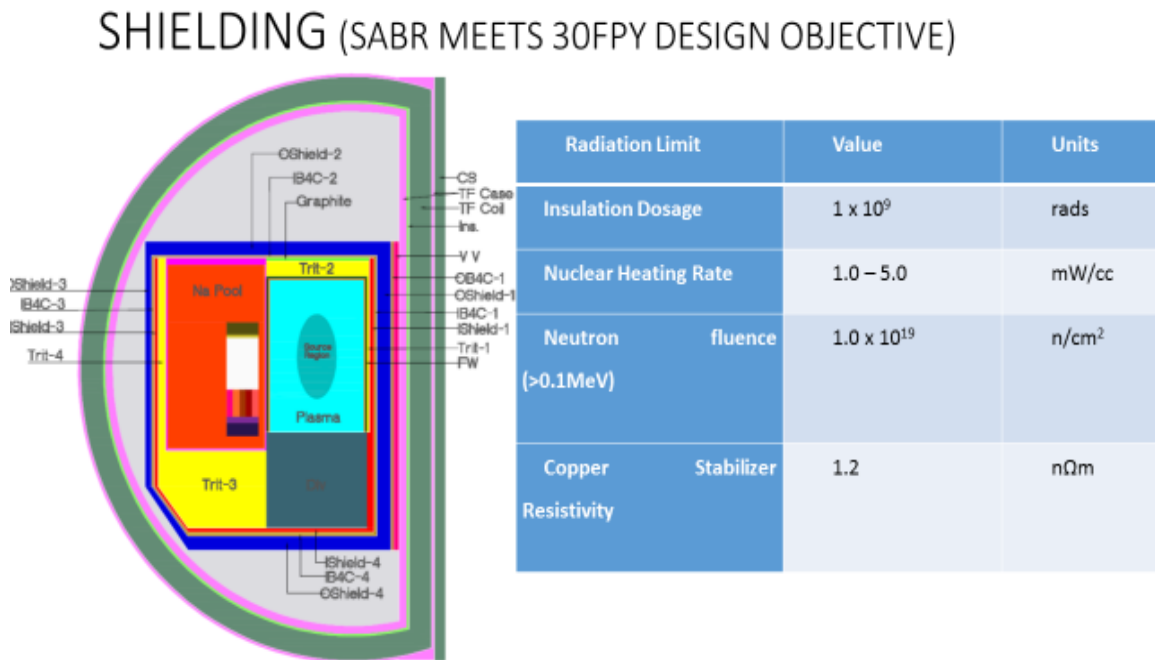 SHIELDING (SABR MEETS 30FPY DESIGN OBJECTIVE)
OShield-2
IB4C-2
Graphite
CS
TF Case
TF Coil
Ins.
VV
Trit-2
OB4C-1
OShield-3
Na Pool
OShield-1
IB4C-3
IB4C-1
IShield-3
IShield-1
Source
Region
Trit-4
Trit-1
FW
Plasma
Trit-3
Div
IShield-4
IB4C-4
OShield-4
Radiation Limit Value Units
Insulation Dosage 1 x 10⁹ rads
Nuclear Heating Rate 1.0 – 5.0 mW/cc
Neutron fluence 1.0 x 10¹⁹ n/cm²
(>0.1MeV)
Copper Stabilizer 1.2 nΩm
Resistivity